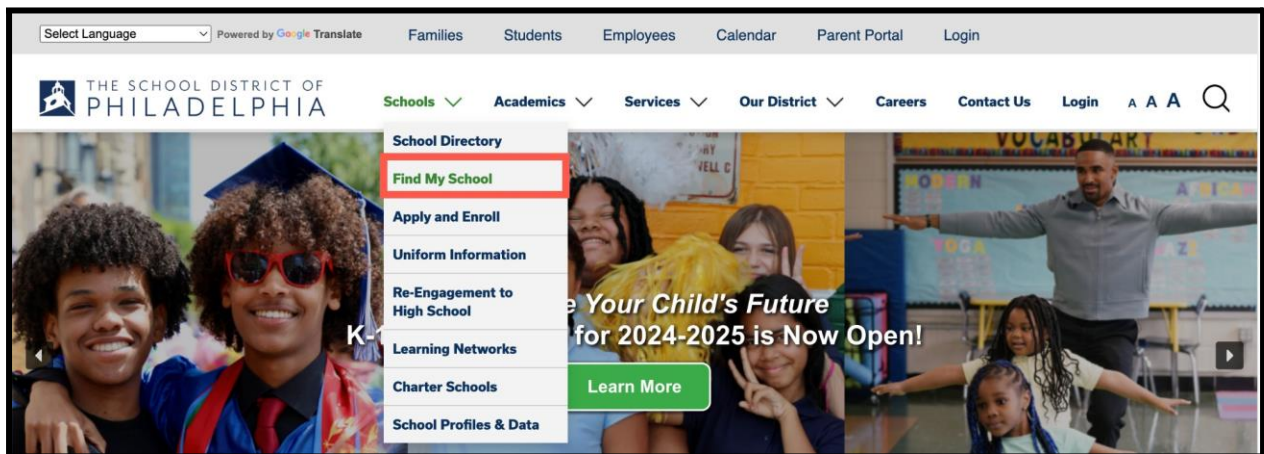 Select Language Powered by Google Translate Families Students Employees Calendar Parent Portal Login
THE SCHOOL DISTRICT OF
PHILADELPHIA
Schools Academics Services Our District Careers Contact Us Login A A A
School Directory
Find My School
Apply and Enroll
Uniform Information
Re-Engagement to
High School
Learning Networks
Charter Schools
School Profiles & Data
Your Child's Future
for 2024-2025 is Now Open!
Learn More
VOCABULARY
MODERN
YOGA